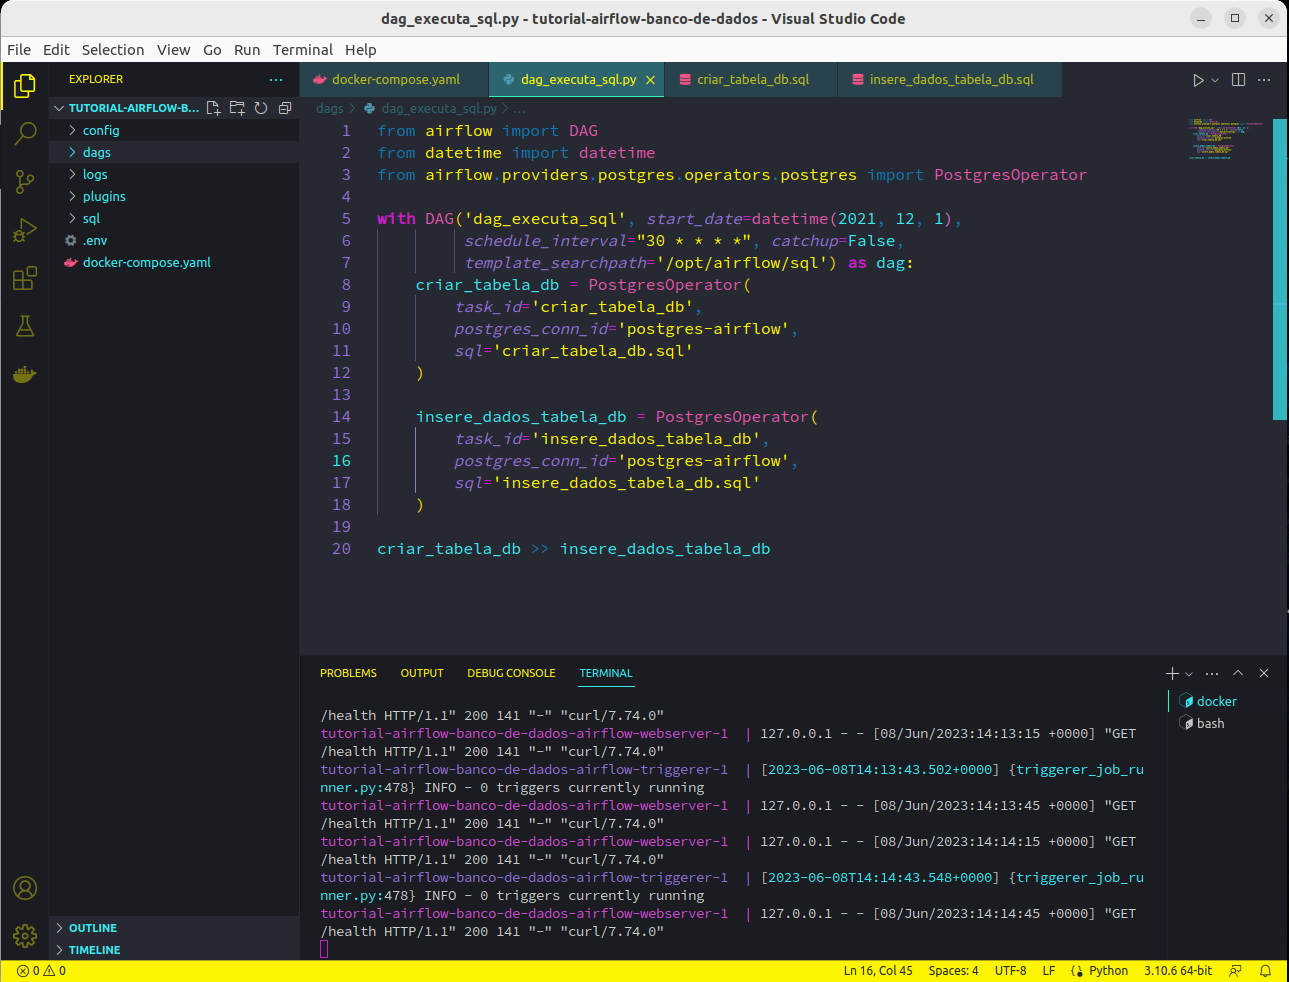 dag_executa_sql.py - tutorial-airflow-banco-de-dados - Visual Studio Code
File Edit Selection View Go Run Terminal Help
EXPLORER
docker-compose.yaml
dag_executa_sql.py
criar_tabela_db.sql
insere_dados_tabela_db.sql
TUTORIAL-AIRFLOW-B...
config
dags
logs
plugins
sql
.env
docker-compose.yaml
OUTLINE
TIMELINE
dags > dag_executa_sql.py > ...
1 from airflow import DAG
2 from datetime import datetime
3 from airflow.providers.postgres.operators.postgres import PostgresOperator
4
5 with DAG('dag_executa_sql', start_date=datetime(2021, 12, 1),
6 schedule_interval="30 * * * *", catchup=False,
7 template_searchpath='/opt/airflow/sql') as dag:
8 criar_tabela_db = PostgresOperator(
9 task_id='criar_tabela_db',
10 postgres_conn_id='postgres-airflow',
11 sql='criar_tabela_db.sql'
12 )
13
14 insere_dados_tabela_db = PostgresOperator(
15 task_id='insere_dados_tabela_db',
16 postgres_conn_id='postgres-airflow',
17 sql='insere_dados_tabela_db.sql'
18 )
19
20 criar_tabela_db >> insere_dados_tabela_db
PROBLEMS OUTPUT DEBUG CONSOLE TERMINAL
/health HTTP/1.1" 200 141 "-" "curl/7.74.0"
tutorial-airflow-banco-de-dados-airflow-webserver-1 | 127.0.0.1 - - [08/Jun/2023:14:13:15 +0000] "GET
/health HTTP/1.1" 200 141 "-" "curl/7.74.0"
tutorial-airflow-banco-de-dados-airflow-triggerer-1 | [2023-06-08T14:13:43.502+0000] {triggerer_job_ru
nner.py:478} INFO - 0 triggers currently running
tutorial-airflow-banco-de-dados-airflow-webserver-1 | 127.0.0.1 - - [08/Jun/2023:14:13:45 +0000] "GET
/health HTTP/1.1" 200 141 "-" "curl/7.74.0"
tutorial-airflow-banco-de-dados-airflow-webserver-1 | 127.0.0.1 - - [08/Jun/2023:14:14:15 +0000] "GET
/health HTTP/1.1" 200 141 "-" "curl/7.74.0"
tutorial-airflow-banco-de-dados-airflow-triggerer-1 | [2023-06-08T14:14:43.548+0000] {triggerer_job_ru
nner.py:478} INFO - 0 triggers currently running
tutorial-airflow-banco-de-dados-airflow-webserver-1 | 127.0.0.1 - - [08/Jun/2023:14:14:45 +0000] "GET
/health HTTP/1.1" 200 141 "-" "curl/7.74.0"
docker
bash
0 0 Ln 16, Col 45 Spaces: 4 UTF-8 LF Python 3.10.6 64-bit